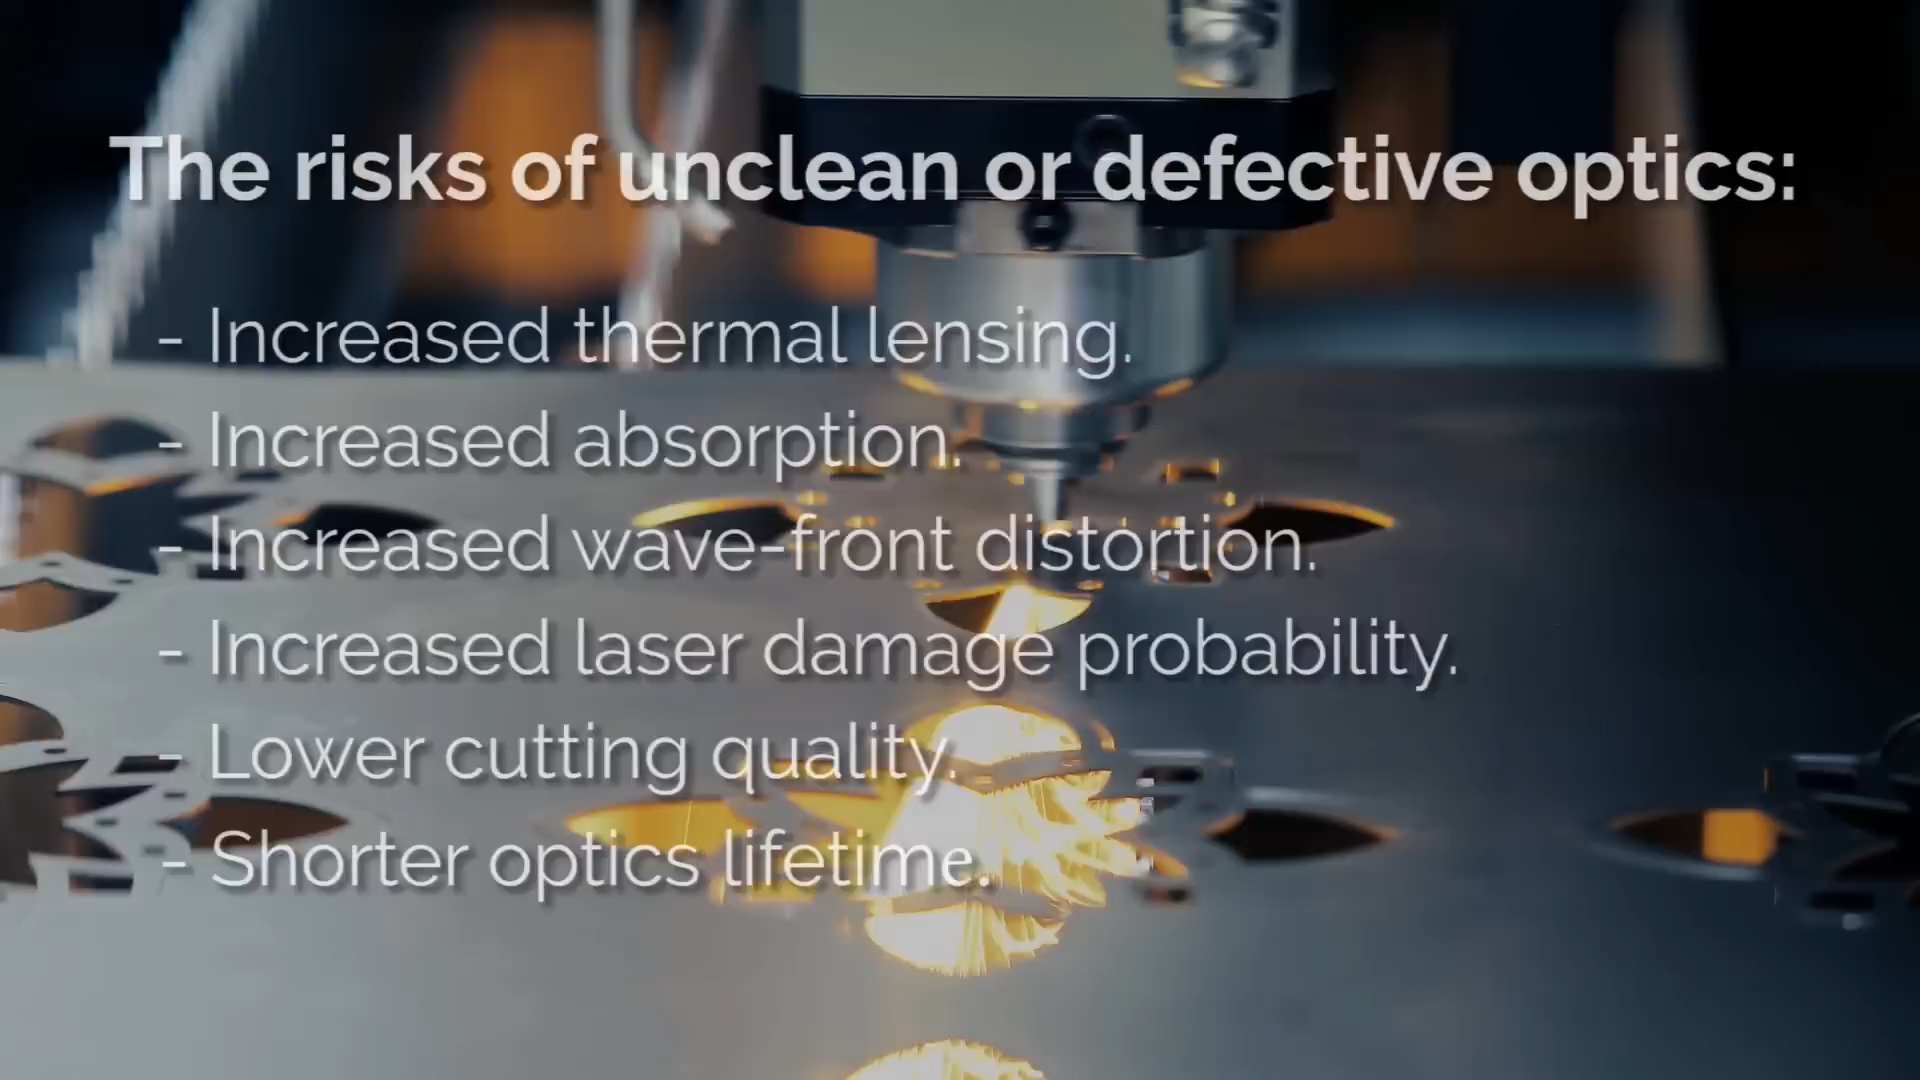 The risks of unclean or defective optics:
- Increased thermal lensing.
- Increased absorption.
- Increased wave-front distortion.
- Increased laser damage probability.
- Lower cutting quality.
- Shorter optics lifetime.